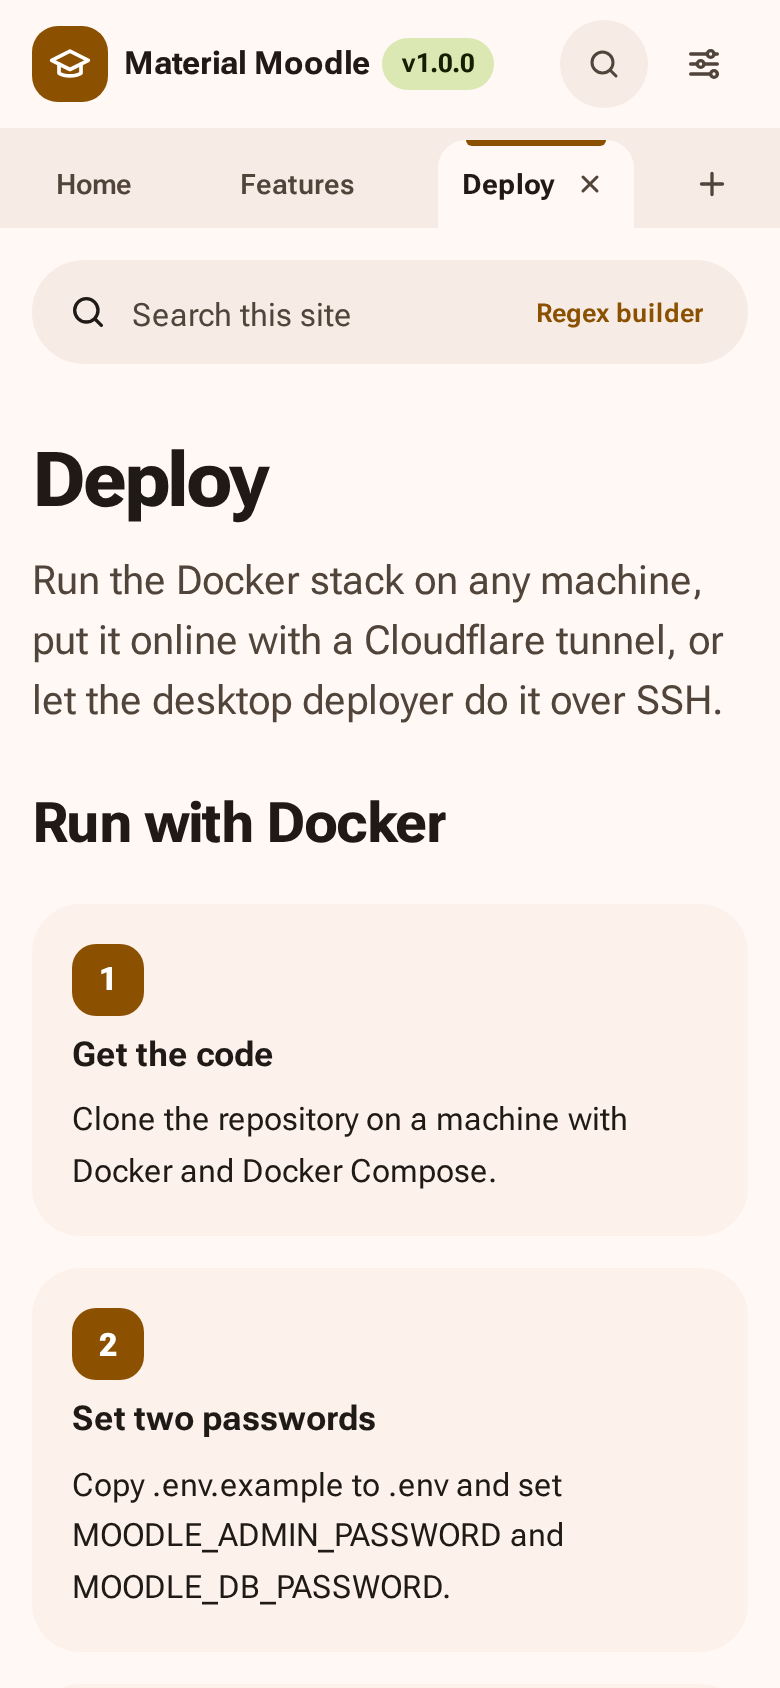 Material Moodle v1.0.0
Home Features Deploy
Search this site Regex builder
Deploy
Run the Docker stack on any machine,
put it online with a Cloudflare tunnel, or
let the desktop deployer do it over SSH.
Run with Docker
1
Get the code
Clone the repository on a machine with
Docker and Docker Compose.
2
Set two passwords
Copy .env.example to .env and set
MOODLE_ADMIN_PASSWORD and
MOODLE_DB_PASSWORD.